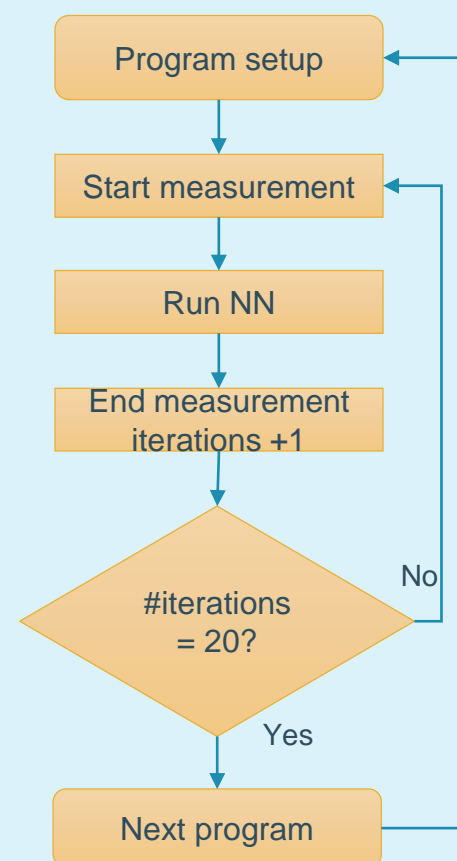 Program setup
Start measurement
Run NN
End measurement
iterations +1
No
#iterations
= 20?
Yes
Next program